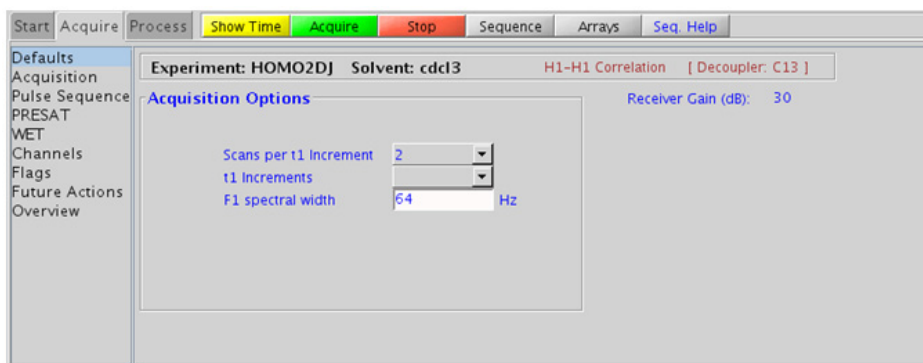 Start Acquire Process Show Time Acquire Stop Sequence Arrays Seq. Help
Defaults
Acquisition
Pulse Sequence
PRESAT
WET
Channels
Flags
Future Actions
Overview
Experiment: HOMO2DJ Solvent: cdcl3 H1-H1 Correlation [ Decoupler: C13 ]
Acquisition Options
Receiver Gain (dB): 30
Scans per t1 Increment 2
t1 Increments
F1 spectral width 64 Hz